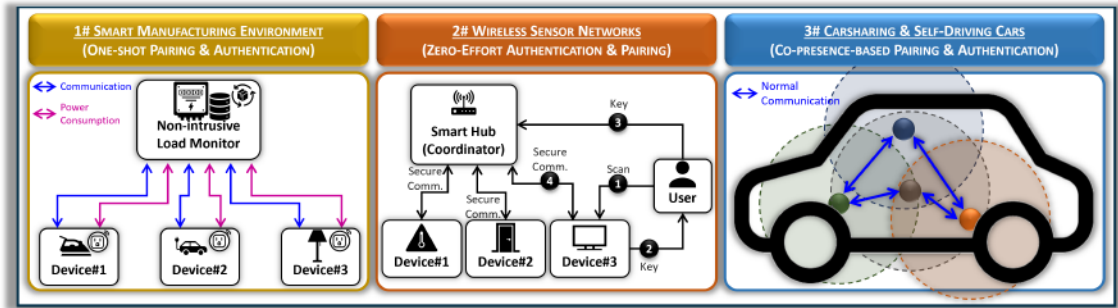 1# Smart Manufacturing Environment
(One-shot Pairing & Authentication)
Communication
Power
Consumption
Non-intrusive
Load Monitor
Device#1
Device#2
Device#3
2# Wireless Sensor Networks
(Zero-Effort Authentication & Pairing)
Smart Hub
(Coordinator)
Key
3
Secure
Comm.
Secure
Comm.
Secure
Comm.
4
Scan
1
User
2
Key
Device#1
Device#2
Device#3
3# Carsharing & Self-Driving Cars
(Co-presence-based Pairing & Authentication)
Normal
Communication